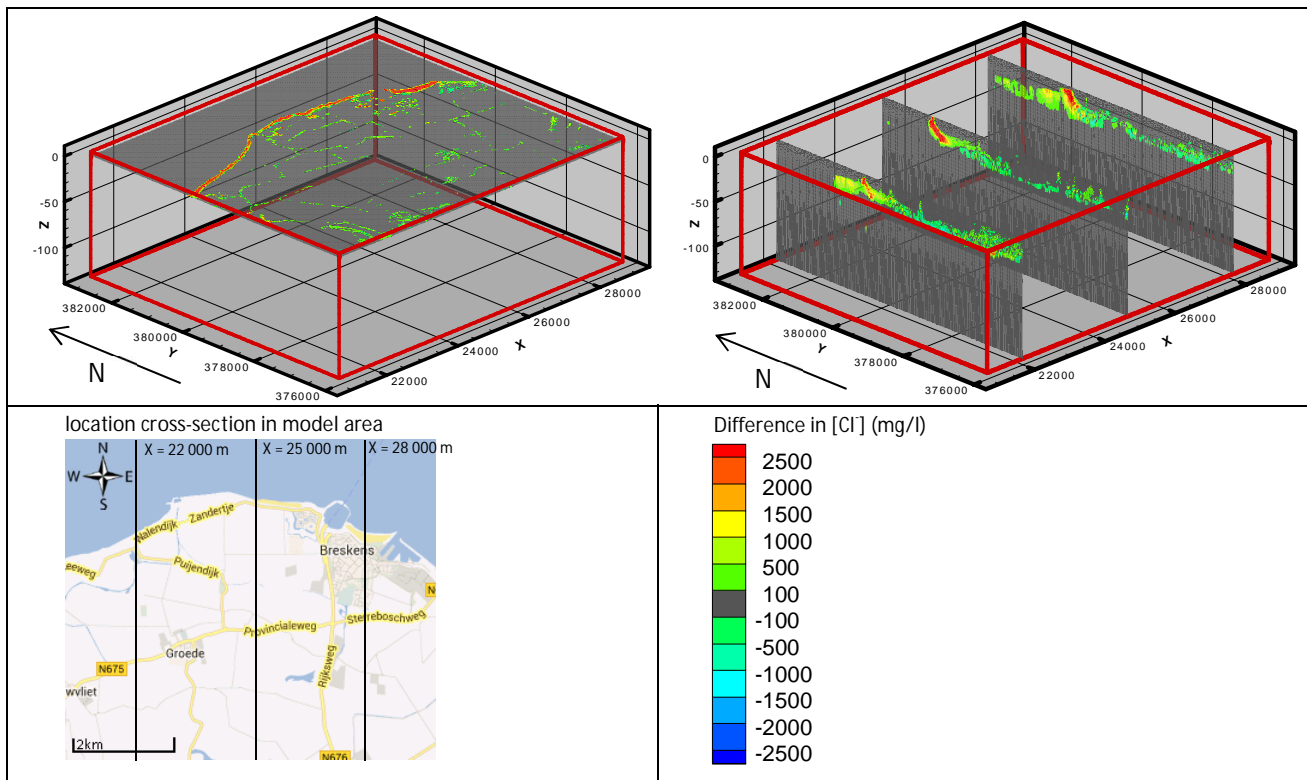 0
-50
-100
Z
382000
380000
378000
376000
Y
22000
24000
26000
28000
X
N
0
-50
-100
Z
382000
380000
378000
376000
Y
22000
24000
26000
28000
X
N
location cross-section in model area
X = 22 000 m
X = 25 000 m
X = 28 000 m
N
W
E
S
Walendijk
Zandertje
Breskens
eeweg
Puijendijk
N6
Sterreboschweg
Provincialeweg
Groede
N675
Rijksweg
wvliet
2km
N676
Difference in [Cl-] (mg/l)
2500
2000
1500
1000
500
100
-100
-500
-1000
-1500
-2000
-2500